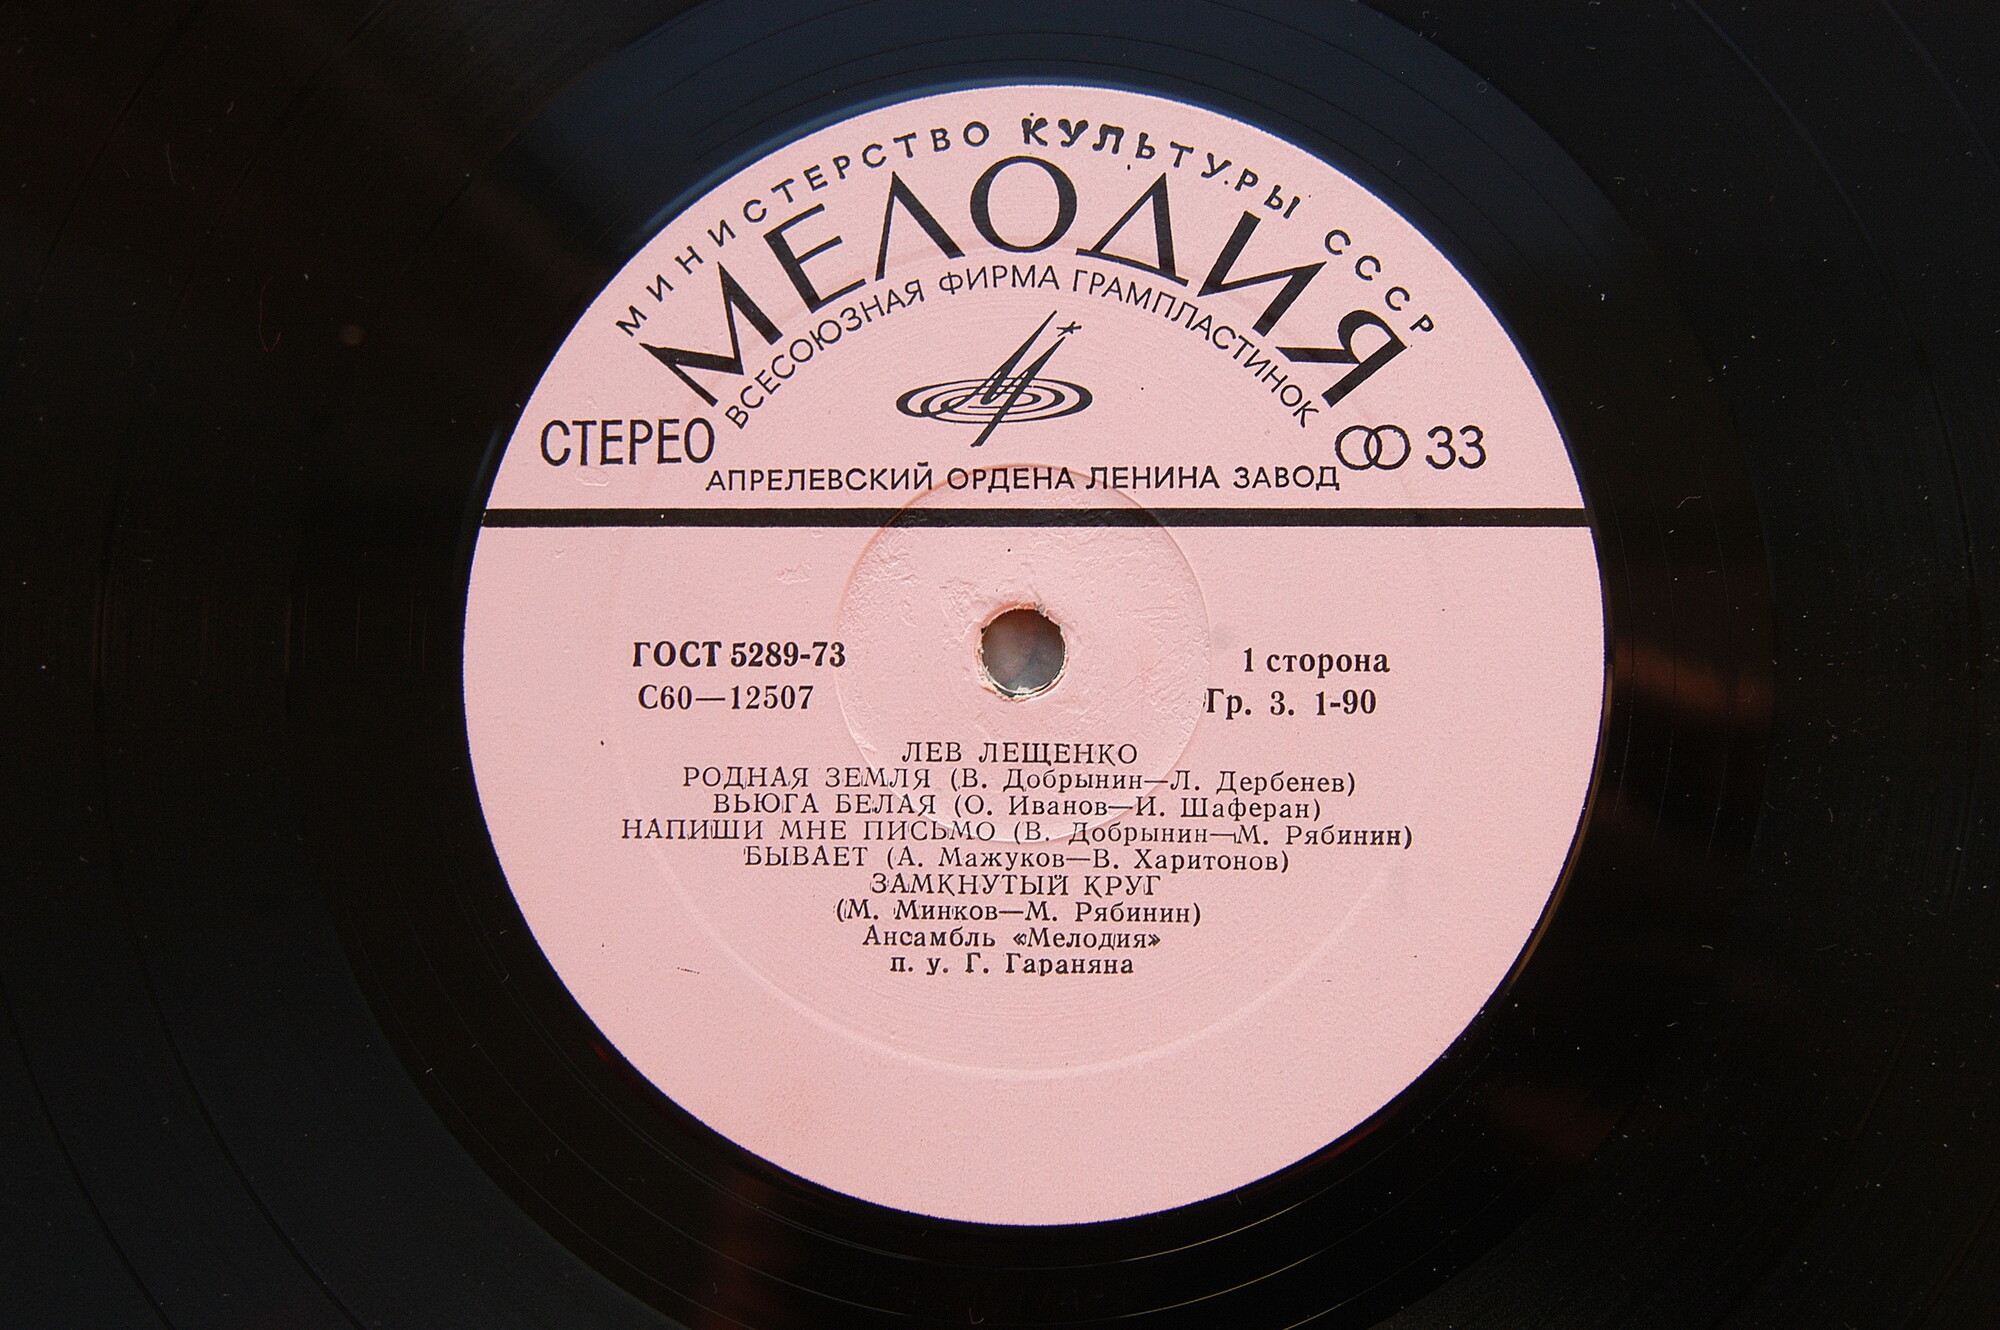 МИНИСТЕРСТВО КУЛЬТУРЫ СССР
МЕЛОДИЯ
ВСЕСОЮЗНАЯ ФИРМА ГРАМПЛАСТИНОК
СТЕРЕО
33
АПРЕЛЕВСКИЙ ОРДЕНА ЛЕНИНА ЗАВОД
ГОСТ 5289-73
С60—12507
1 сторона
Гр. 3. 1-90
ЛЕВ ЛЕЩЕНКО
РОДНАЯ ЗЕМЛЯ (В. Добрынин—Л. Дербенев)
ВЬЮГА БЕЛАЯ (О. Иванов—И. Шаферан)
НАПИШИ МНЕ ПИСЬМО (В. Добрынин—М. Рябинин)
БЫВАЕТ (А. Мажуков—В. Харитонов)
ЗАМКНУТЫЙ КРУГ
(М. Минков—М. Рябинин)
Ансамбль «Мелодия»
п. у. Г. Гараняна